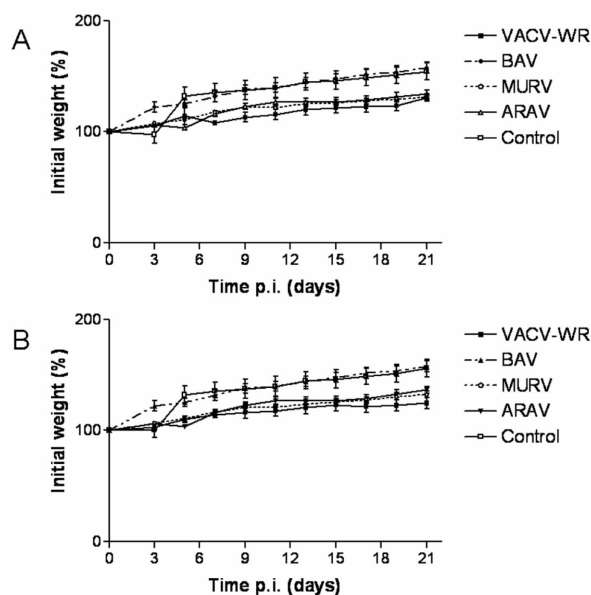 A
Initial weight (%)
200
100
0
0 3 6 9 12 15 18 21
Time p.i. (days)
VACV-WR
BAV
MURV
ARAV
Control
B
Initial weight (%)
200
100
0
0 3 6 9 12 15 18 21
Time p.i. (days)
VACV-WR
BAV
MURV
ARAV
Control